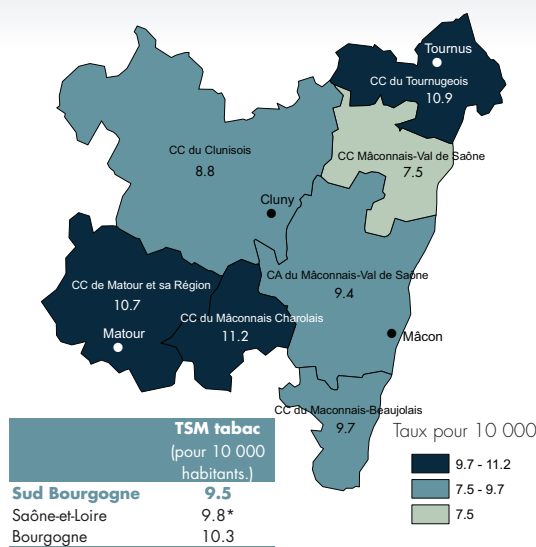 Tournus
CC du Tournugeois
10.9
CC du Clunisois
8.8
CC Mâconnais-Val de Saône
7.5
Cluny
CA du Mâconnais-Val de Saône
9.4
CC de Matour et sa Région
10.7
CC du Mâconnais Charolais
11.2
Matour
Mâcon
CC du Maconnais-Beaujolais
9.7
TSM tabac
(pour 10 000
habitants.)
Sud Bourgogne 9.5
Saône-et-Loire 9.8*
Bourgogne 10.3
Taux pour 10 000
9.7 - 11.2
7.5 - 9.7
7.5